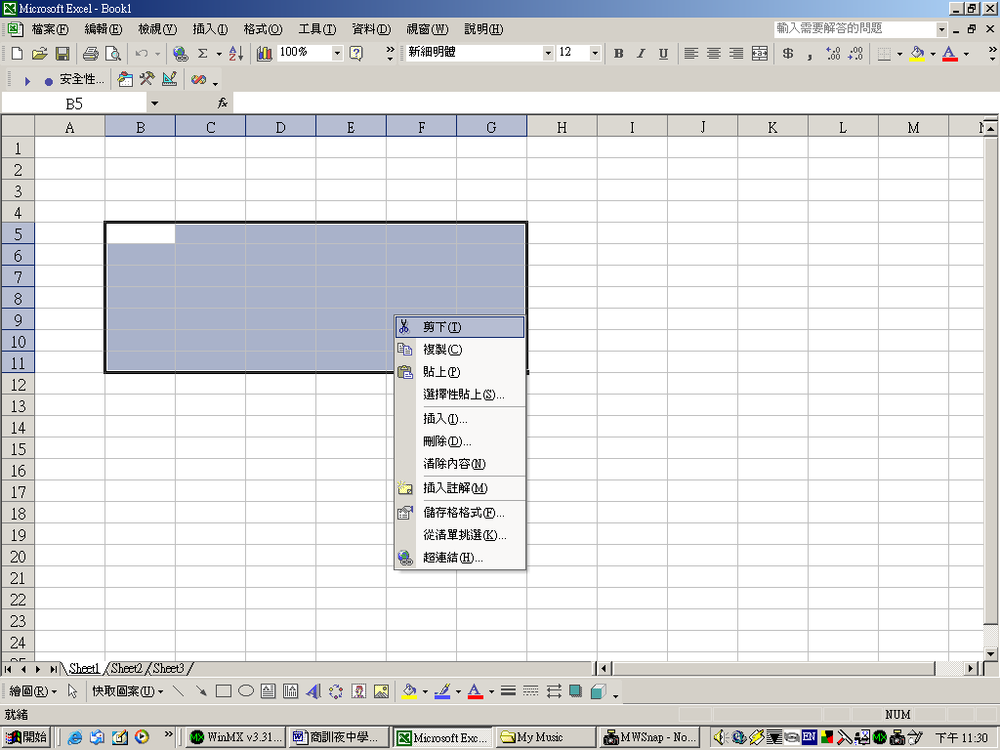 Microsoft Excel - Book1
檔案(F) 編輯(E) 檢視(V) 插入(I) 格式(O) 工具(T) 資料(D) 視窗(W) 說明(H) 輸入需要解答的問題
100% 新細明體 12 B I U $ ,
安全性...
B5 fx
A B C D E F G H I J K L M N
1
2
3
4
5
6
7
8
9
10
11
12
13
14
15
16
17
18
19
20
21
22
23
24
25
剪下(T)
複製(C)
貼上(P)
選擇性貼上(S)...
插入(I)...
刪除(D)...
清除內容(N)
插入註解(M)
儲存格格式(F)...
從清單挑選(K)...
超連結(H)...
Sheet1 Sheet2 Sheet3
繪圖(R) 快取圖案(U)
就緒 NUM
開始 WinMX v3.31... 商訓夜中學... Microsoft Exc... My Music MWSnap - No... EN 下午 11:30